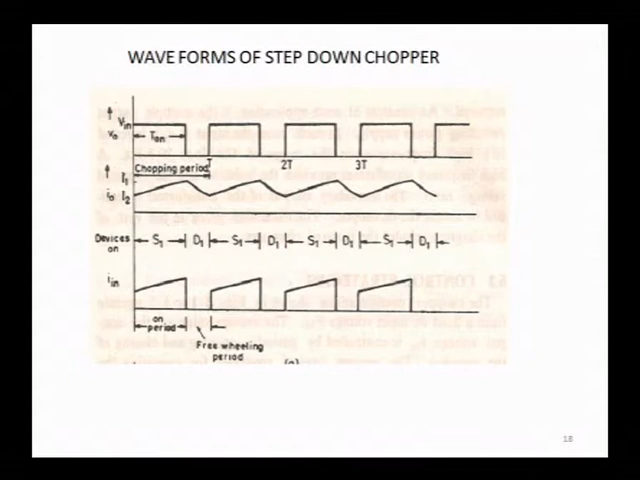 WAVE FORMS OF STEP DOWN CHOPPER
Vin
vo
Ton
T 2T 3T
Chopping period
I1
io I2
Devices on
S1 D1 S1 D1 S1 D1 S1 D1
iin
on period
Free wheeling period
(a)
18